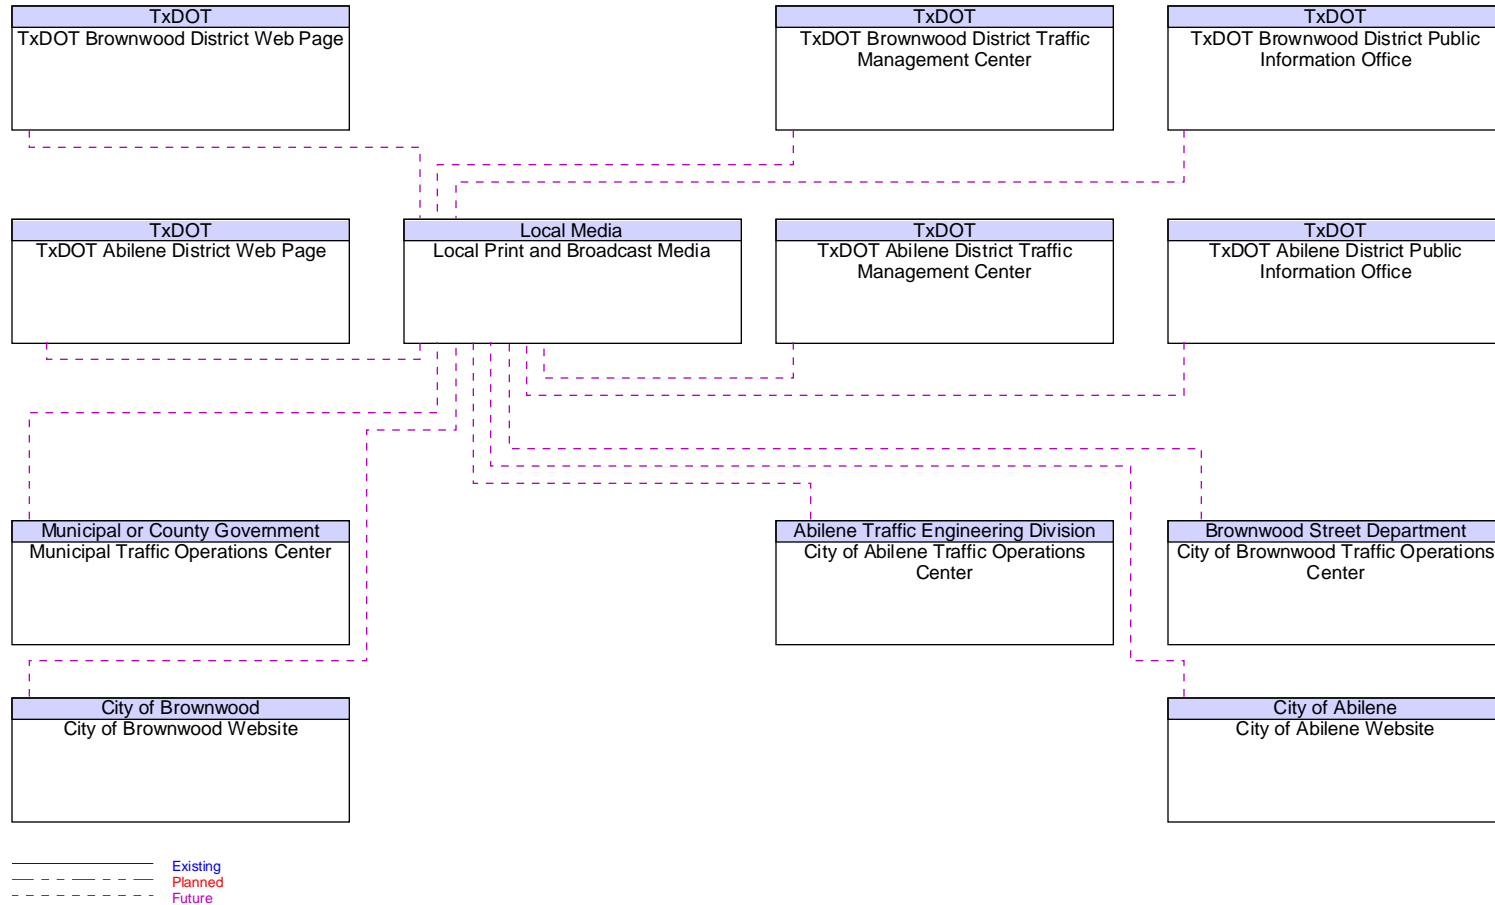 TxDOT
TxDOT Brownwood District Web Page
TxDOT
TxDOT Brownwood District Traffic
Management Center
TxDOT
TxDOT Brownwood District Public
Information Office
TxDOT
TxDOT Abilene District Web Page
Local Media
Local Print and Broadcast Media
TxDOT
TxDOT Abilene District Traffic
Management Center
TxDOT
TxDOT Abilene District Public
Information Office
Municipal or County Government
Municipal Traffic Operations Center
Abilene Traffic Engineering Division
City of Abilene Traffic Operations
Center
Brownwood Street Department
City of Brownwood Traffic Operations
Center
City of Brownwood
City of Brownwood Website
City of Abilene
City of Abilene Website
Existing
Planned
Future